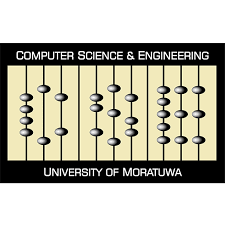 COMPUTER SCIENCE & ENGINEERING
UNIVERSITY OF MORATUWA